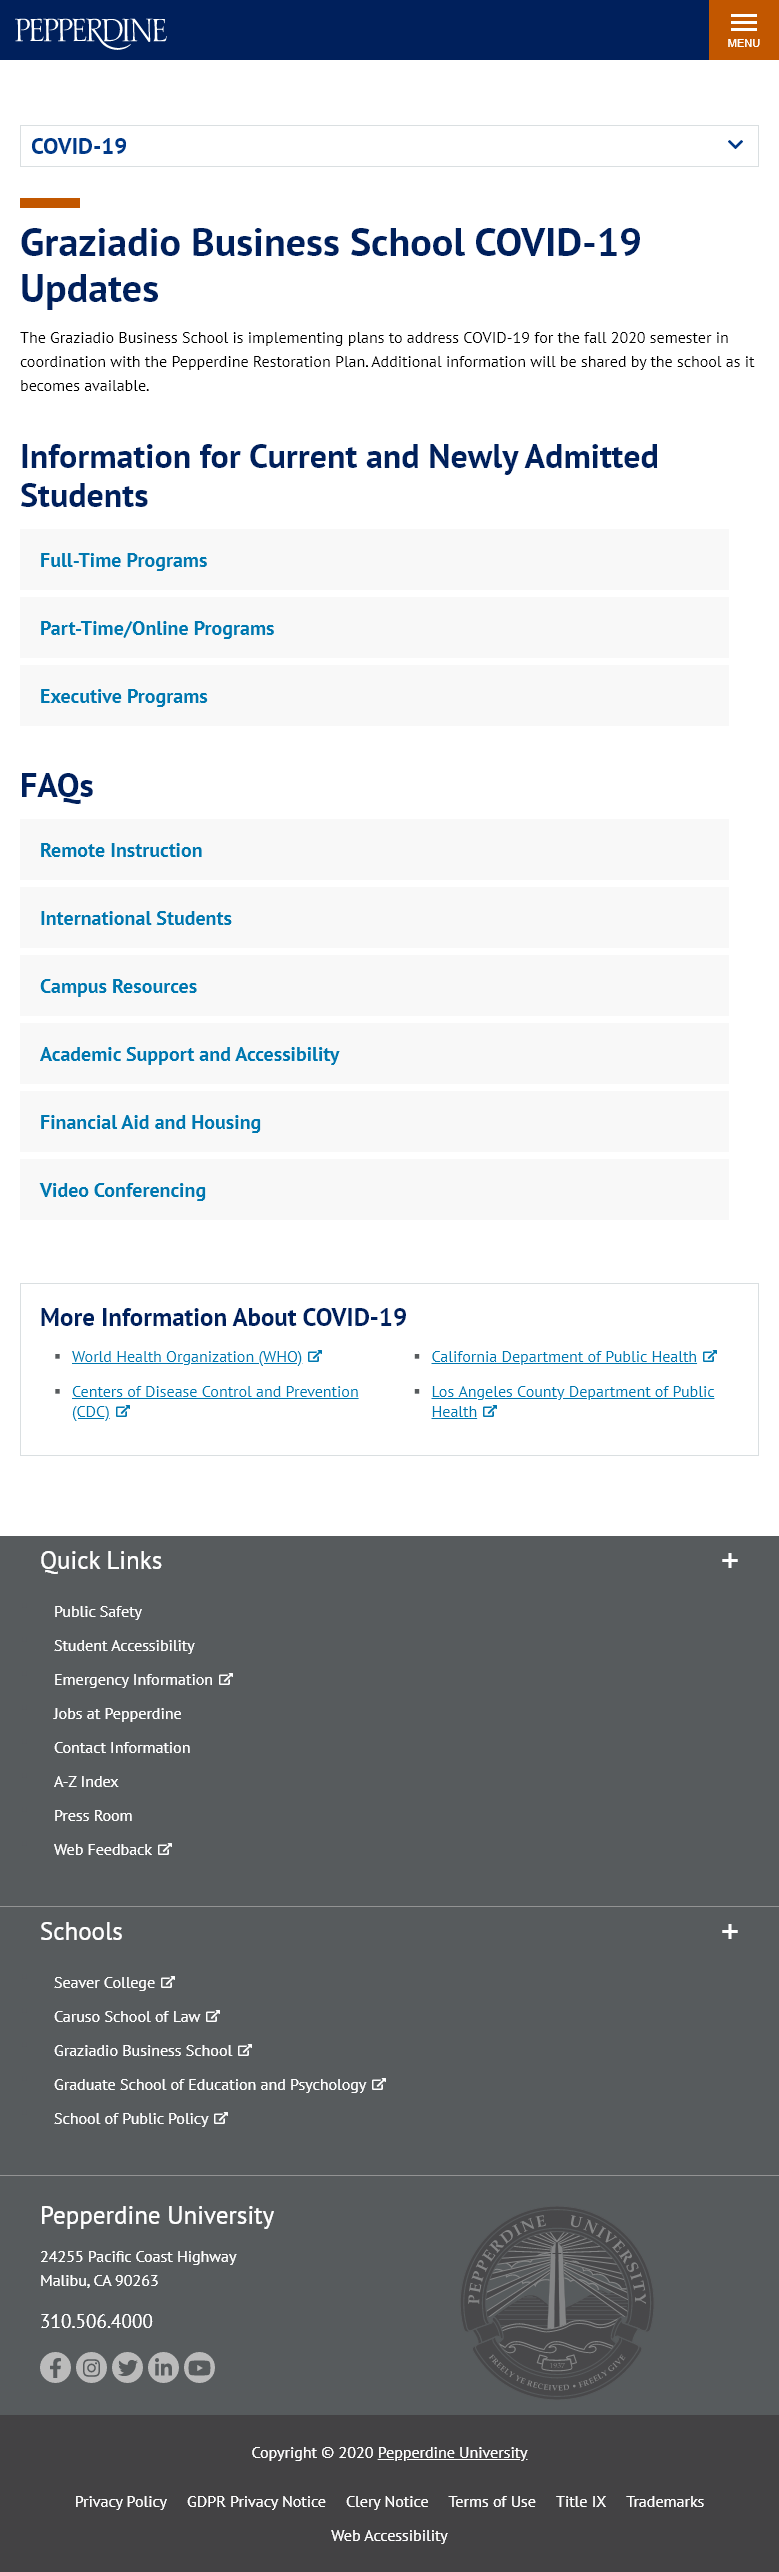 PEPPERDINE
MENU
COVID-19
Graziadio Business School COVID-19
Updates
The Graziadio Business School is implementing plans to address COVID-19 for the fall 2020 semester in
coordination with the Pepperdine Restoration Plan. Additional information will be shared by the school as it
becomes available.
Information for Current and Newly Admitted
Students
Full-Time Programs
Part-Time/Online Programs
Executive Programs
FAQs
Remote Instruction
International Students
Campus Resources
Academic Support and Accessibility
Financial Aid and Housing
Video Conferencing
More Information About COVID-19
World Health Organization (WHO)
Centers of Disease Control and Prevention
(CDC)
California Department of Public Health
Los Angeles County Department of Public
Health
Quick Links
Public Safety
Student Accessibility
Emergency Information
Jobs at Pepperdine
Contact Information
A-Z Index
Press Room
Web Feedback
Schools
Seaver College
Caruso School of Law
Graziadio Business School
Graduate School of Education and Psychology
School of Public Policy
Pepperdine University
24255 Pacific Coast Highway
Malibu, CA 90263
310.506.4000
PEPPERDINE UNIVERSITY
1937
FREELY YE RECEIVED • FREELY GIVE
Copyright © 2020 Pepperdine University
Privacy Policy GDPR Privacy Notice Clery Notice Terms of Use Title IX Trademarks
Web Accessibility